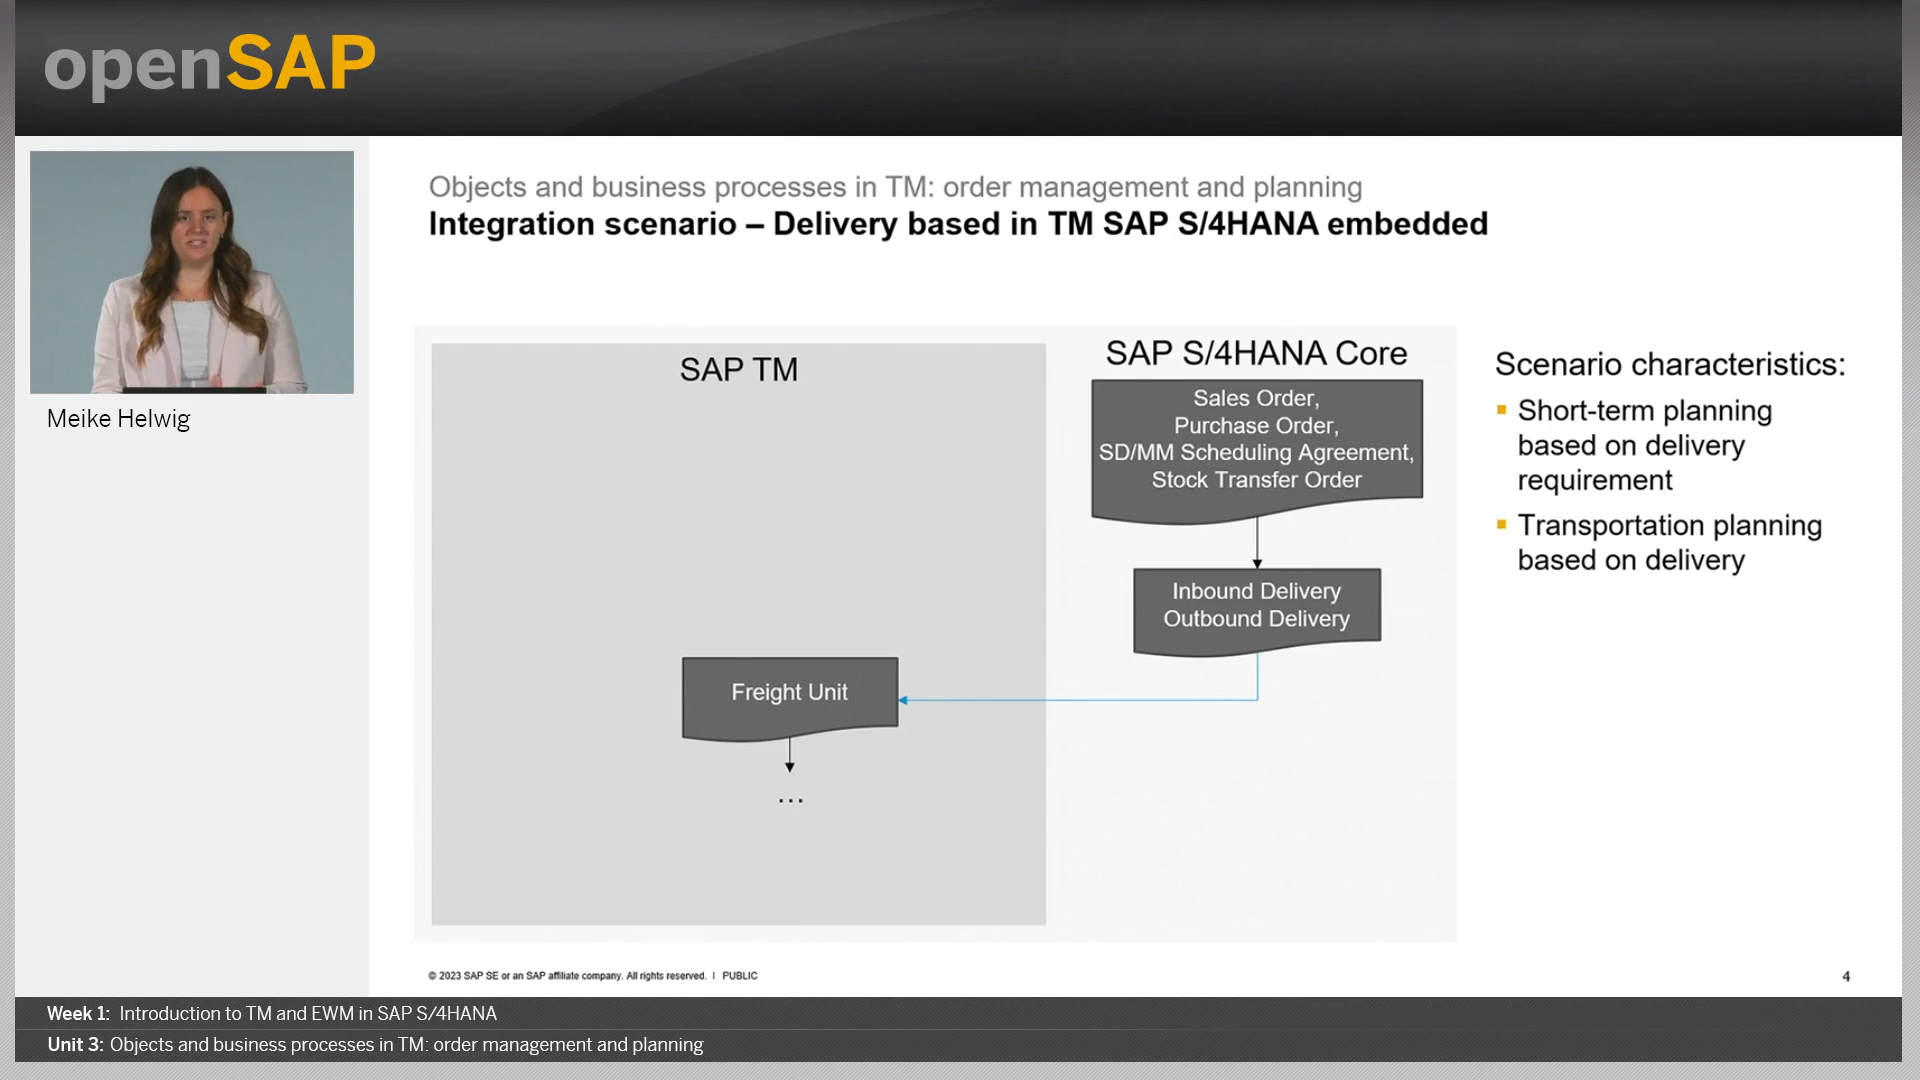 openSAP
Meike Helwig
Objects and business processes in TM: order management and planning
Integration scenario – Delivery based in TM SAP S/4HANA embedded
SAP TM
Freight Unit
...
SAP S/4HANA Core
Sales Order,
Purchase Order,
SD/MM Scheduling Agreement,
Stock Transfer Order
Inbound Delivery
Outbound Delivery
Scenario characteristics:
▪ Short-term planning
based on delivery
requirement
▪ Transportation planning
based on delivery
© 2023 SAP SE or an SAP affiliate company. All rights reserved. I PUBLIC
4
Week 1: Introduction to TM and EWM in SAP S/4HANA
Unit 3: Objects and business processes in TM: order management and planning